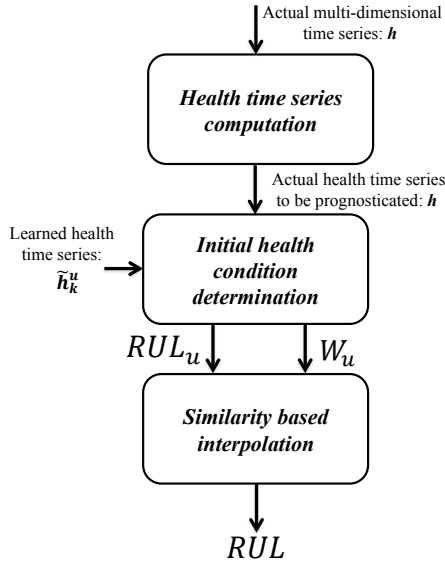 Actual multi-dimensional
time series: h
Health time series
computation
Actual health time series
to be prognosticated: h
Learned health
time series:
h̃ᵘₖ
Initial health
condition
determination
RULᵤ
Wᵤ
Similarity based
interpolation
RUL